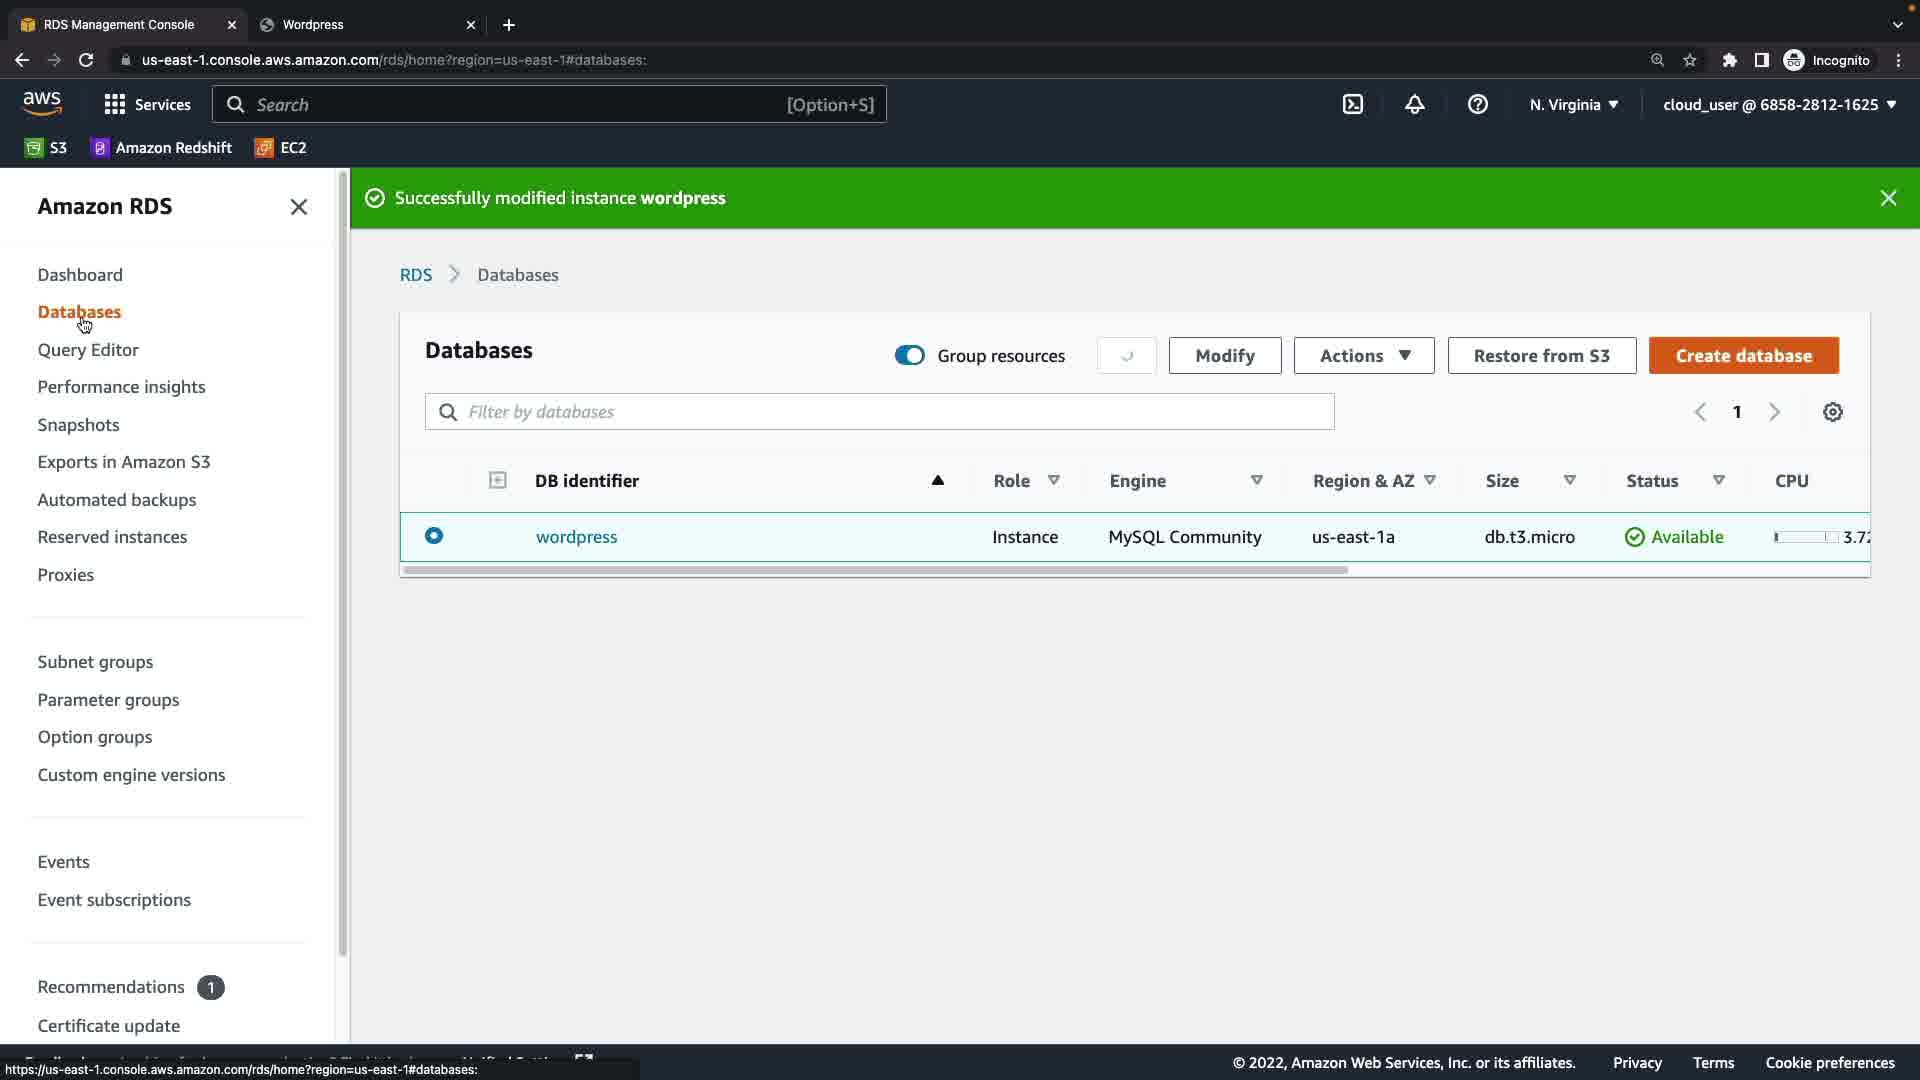 RDS Management Console
Wordpress
us-east-1.console.aws.amazon.com/rds/home?region=us-east-1#databases:
Incognito
aws
Services
Search
[Option+S]
N. Virginia
cloud_user @ 6858-2812-1625
S3
Amazon Redshift
EC2
Amazon RDS
Dashboard
Databases
Query Editor
Performance insights
Snapshots
Exports in Amazon S3
Automated backups
Reserved instances
Proxies
Subnet groups
Parameter groups
Option groups
Custom engine versions
Events
Event subscriptions
Recommendations 1
Certificate update
Successfully modified instance wordpress
RDS > Databases
Databases
Group resources
Modify
Actions
Restore from S3
Create database
Filter by databases
1
DB identifier Role Engine Region & AZ Size Status CPU
wordpress Instance MySQL Community us-east-1a db.t3.micro Available 3.72
https://us-east-1.console.aws.amazon.com/rds/home?region=us-east-1#databases:
© 2022, Amazon Web Services, Inc. or its affiliates.
Privacy
Terms
Cookie preferences